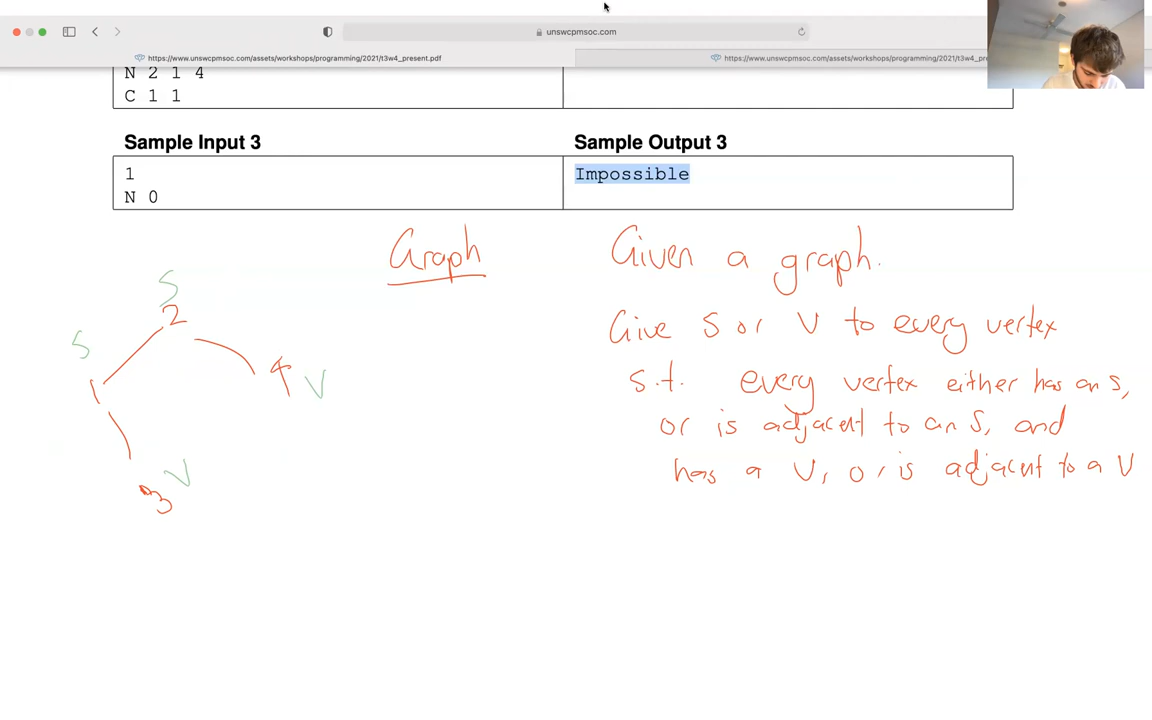 unswcpmsoc.com
https://www.unswcpmsoc.com/assets/workshops/programming/2021/t3w4_present.pdf
https://www.unswcpmsoc.com/assets/workshops/programming/2021/t3w4_pre
N 2 1 4
C 1 1
Sample Input 3
Sample Output 3
1
N 0
Impossible
Graph
S
2
S
1
4 V
V
3
Given a graph.
Give S or V to every vertex
s.t. every vertex either has an S,
or is adjacent to an S, and
has a V, or is adjacent to a V